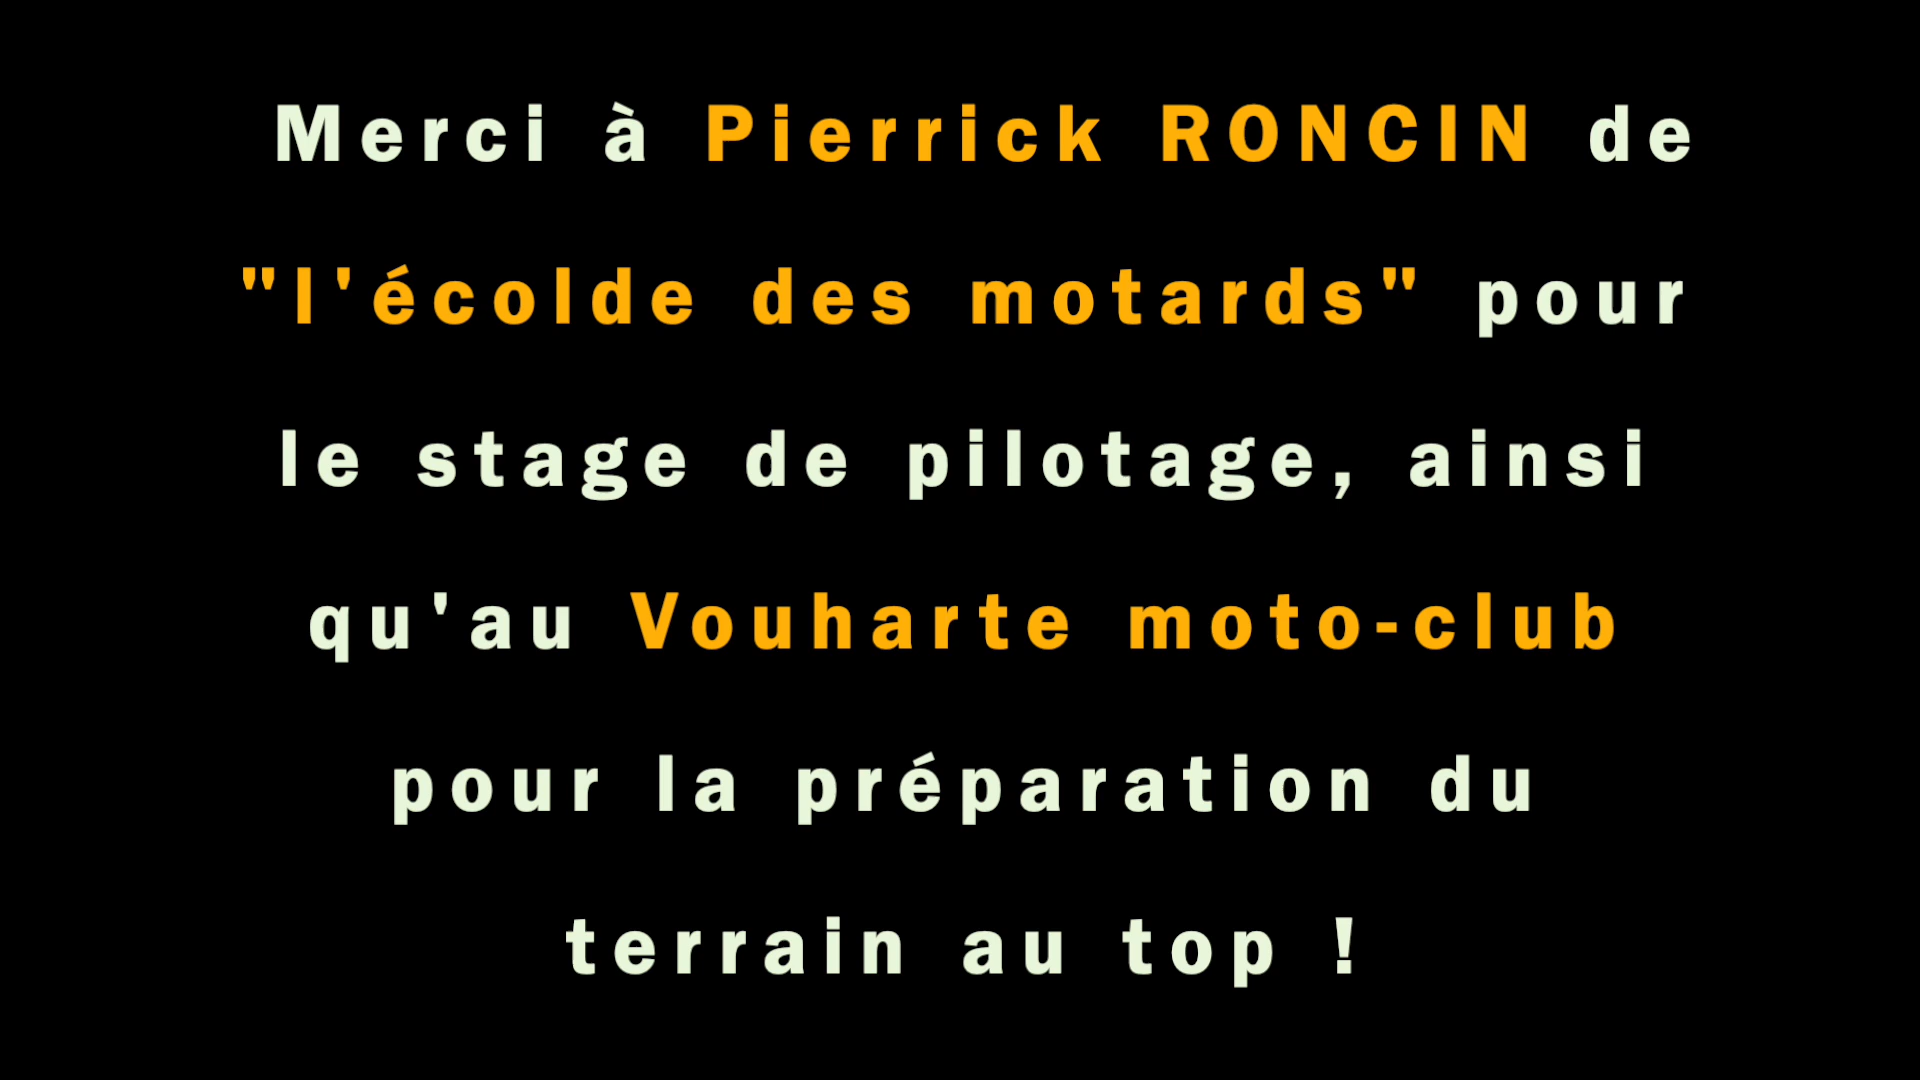 Merci à Pierrick RONCIN de
"l'écolde des motards" pour
le stage de pilotage, ainsi
qu'au Vouharte moto-club
pour la préparation du
terrain au top !